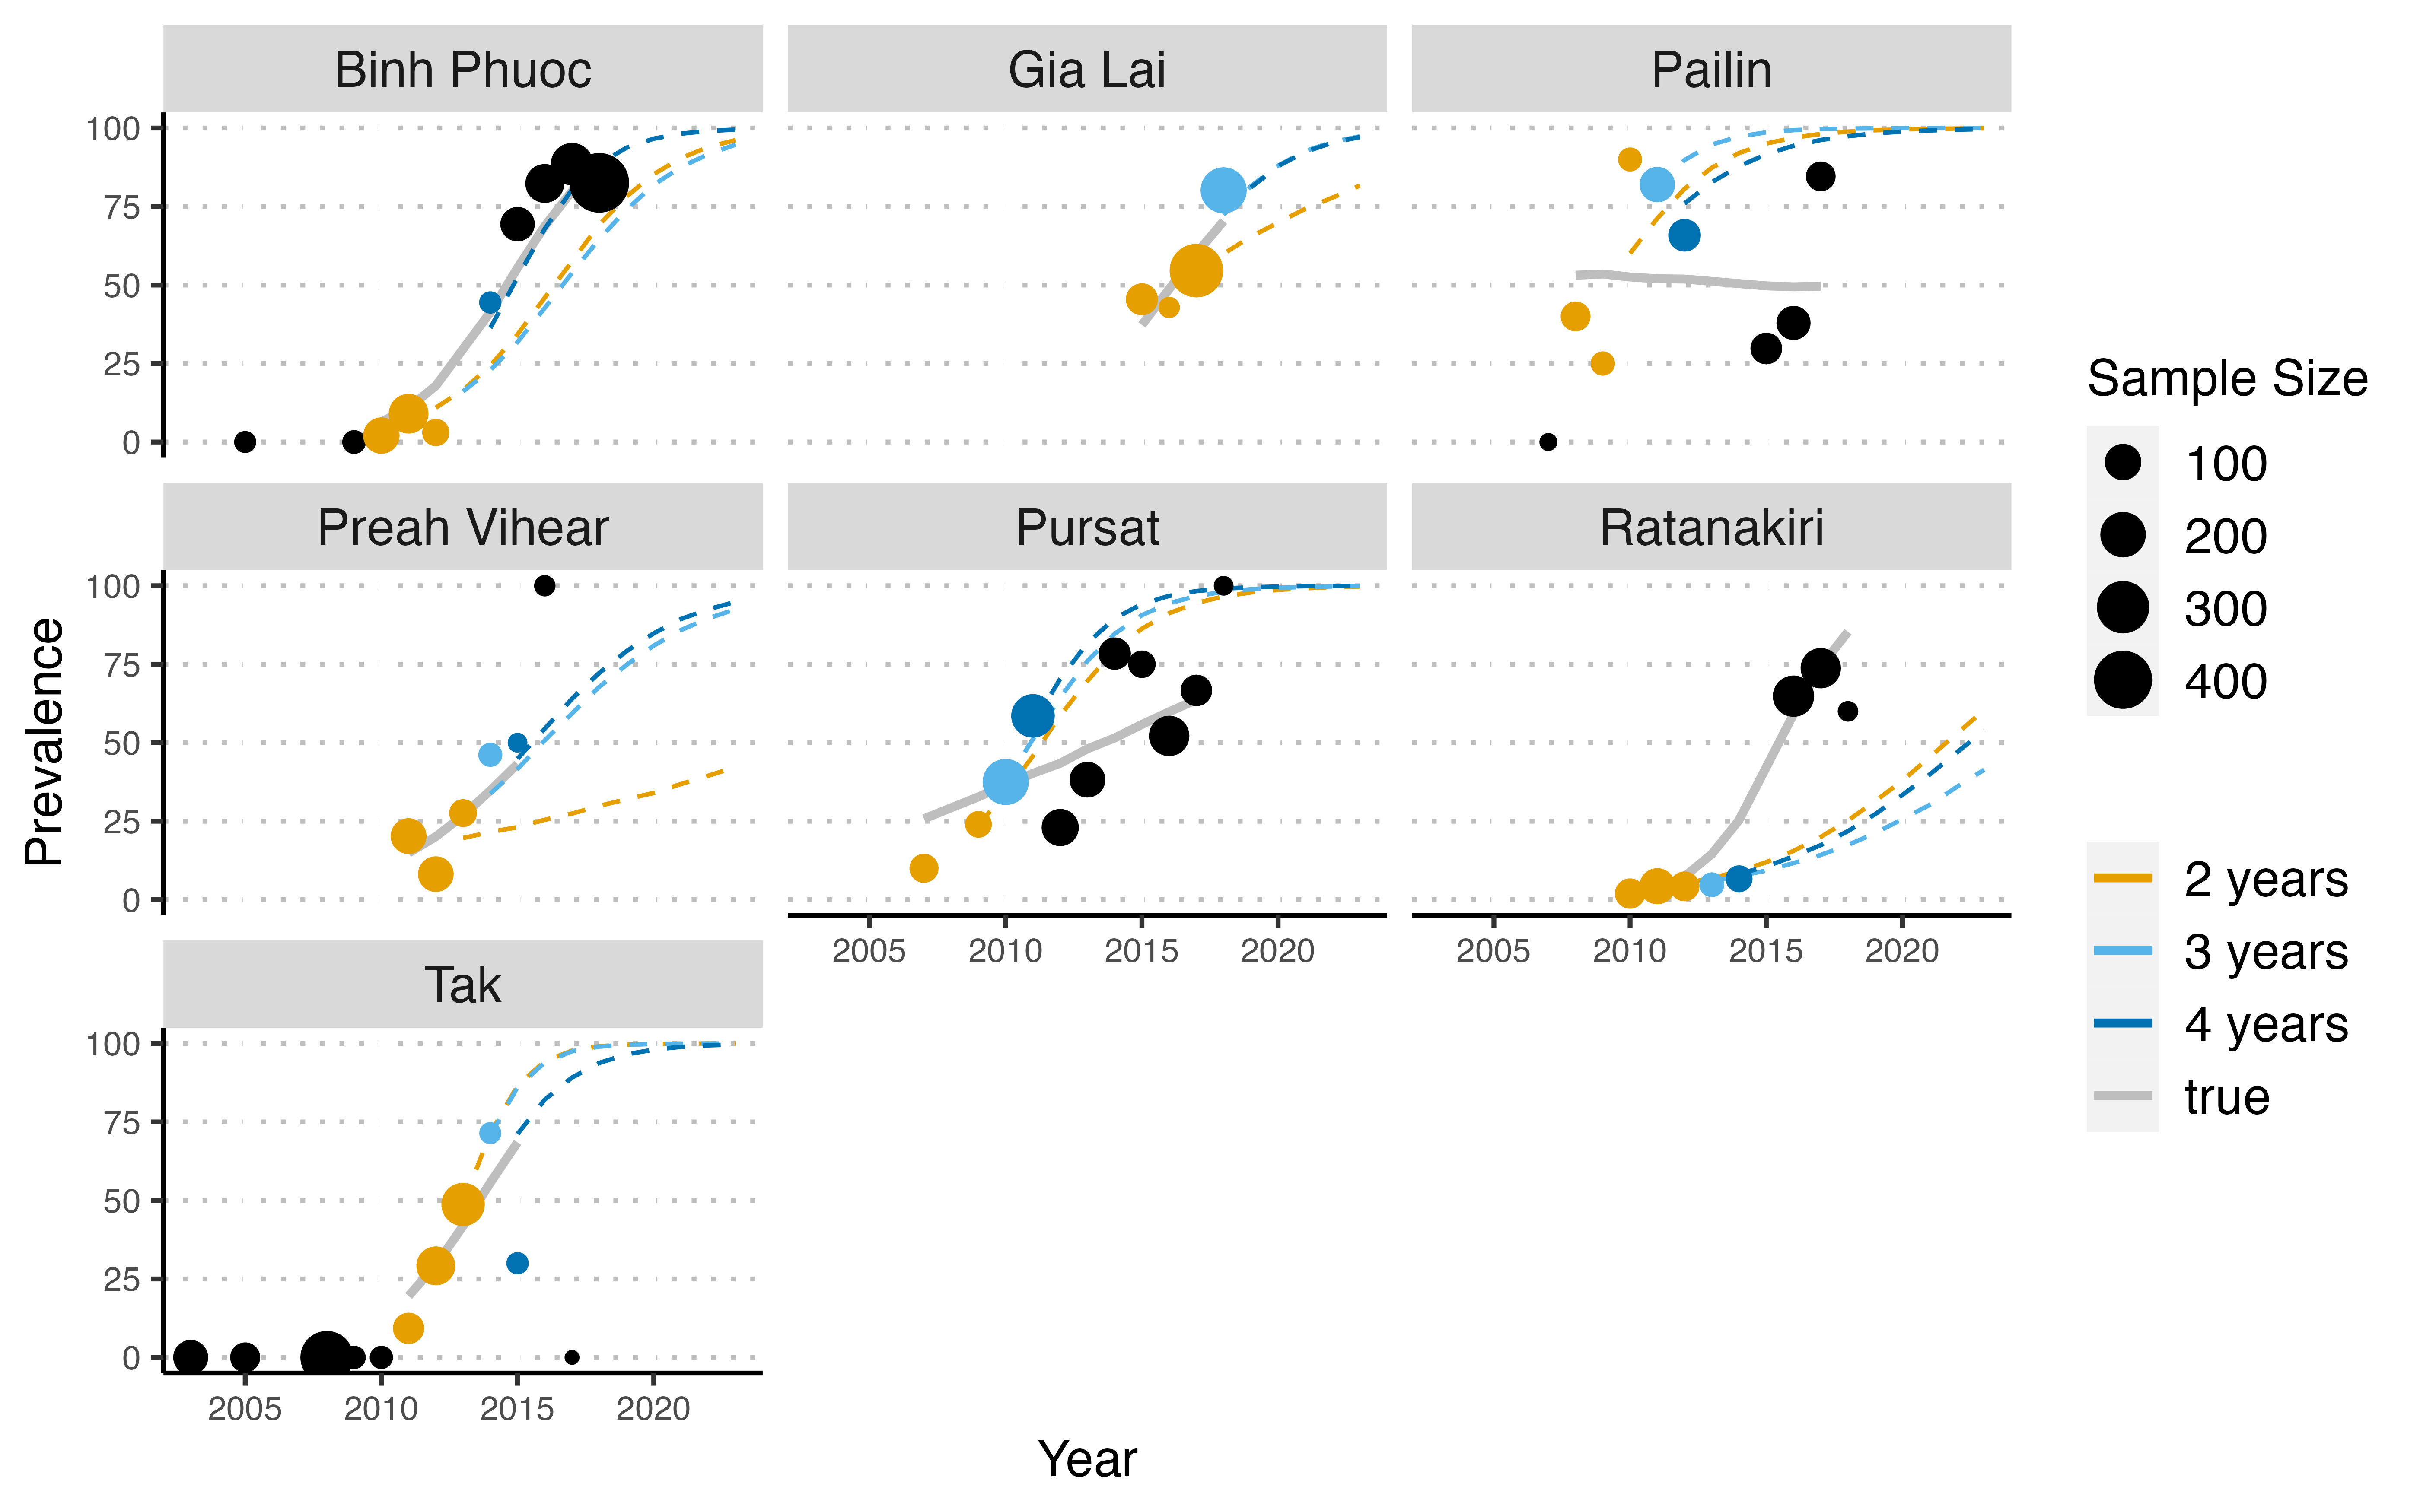 Binh Phuoc
Gia Lai
Pailin
100
75
50
25
0
Preah Vihear
Pursat
Ratanakiri
100
75
50
25
0
2005 2010 2015 2020
2005 2010 2015 2020
Tak
100
75
50
25
0
2005 2010 2015 2020
Prevalence
Year
Sample Size
100
200
300
400
2 years
3 years
4 years
true